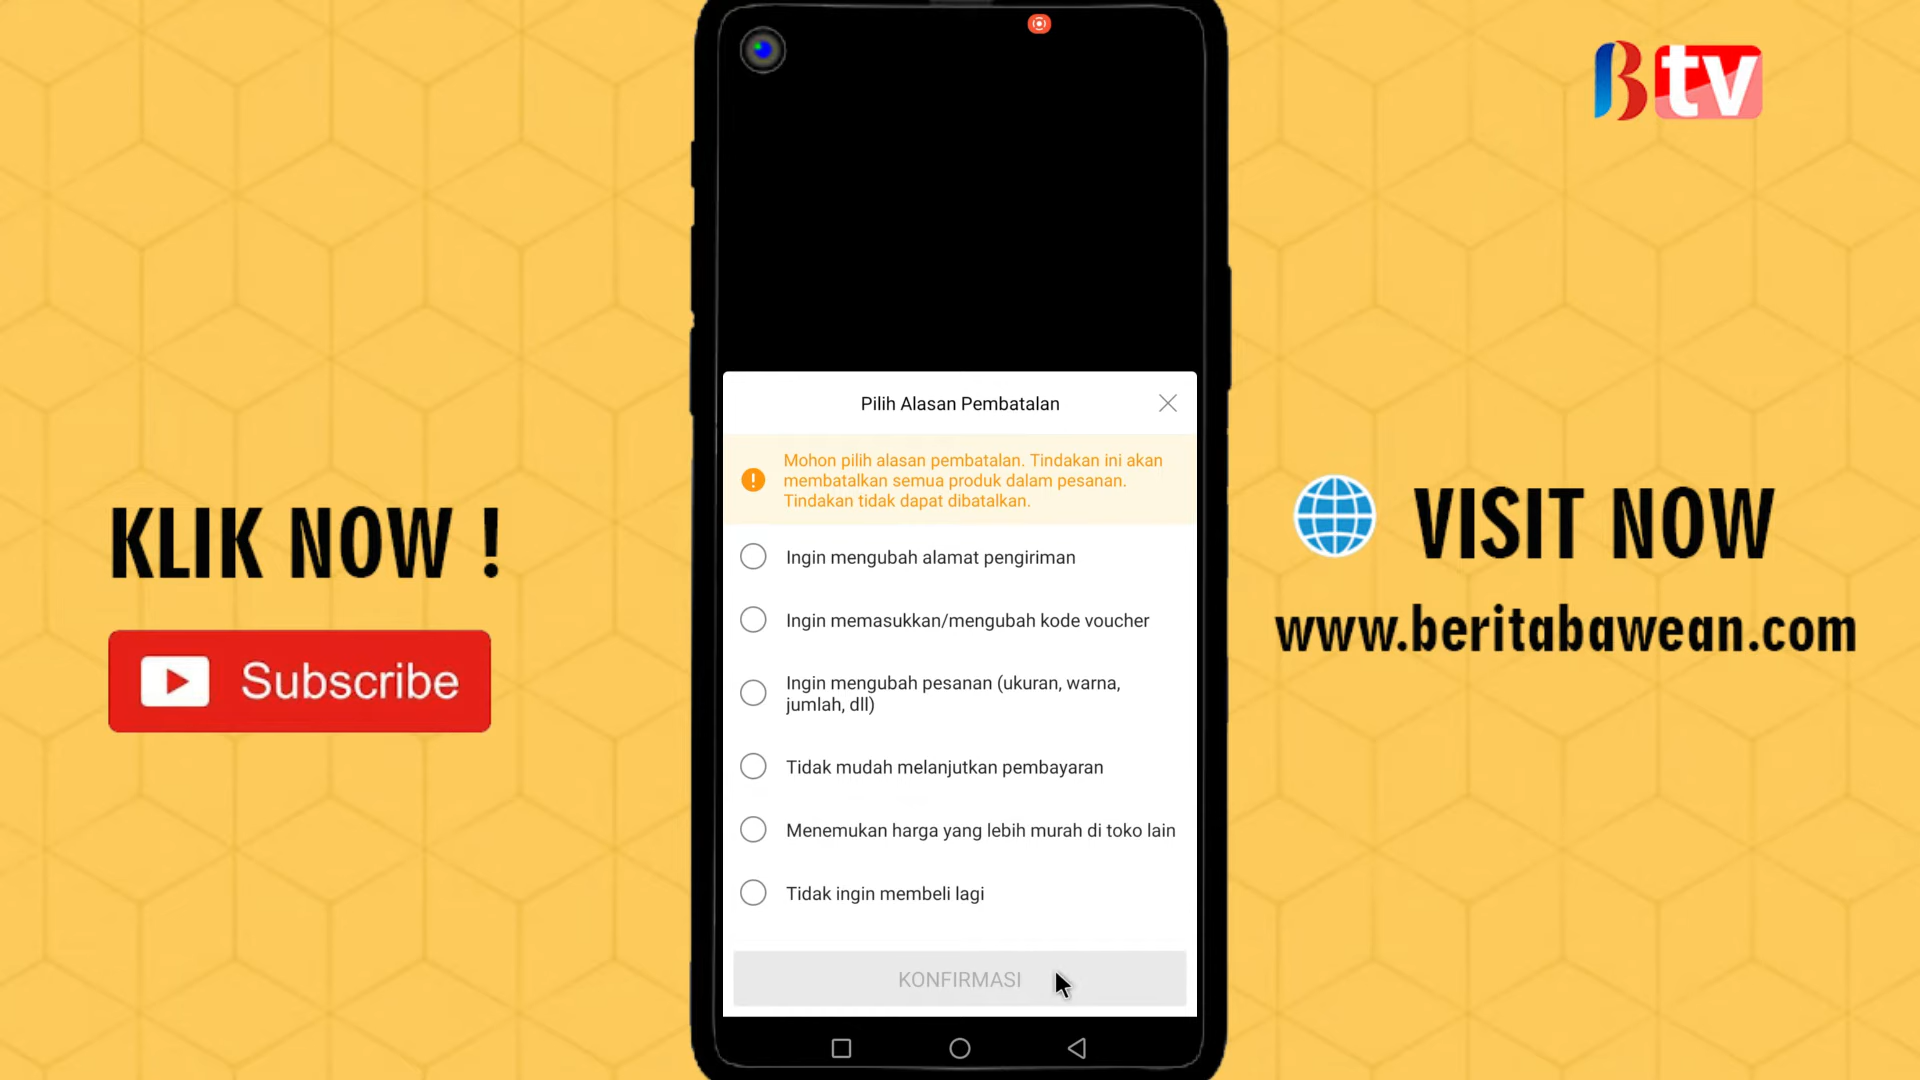 Btv
Pilih Alasan Pembatalan
Mohon pilih alasan pembatalan. Tindakan ini akan
membatalkan semua produk dalam pesanan.
Tindakan tidak dapat dibatalkan.
Ingin mengubah alamat pengiriman
Ingin memasukkan/mengubah kode voucher
Ingin mengubah pesanan (ukuran, warna,
jumlah, dll)
Tidak mudah melanjutkan pembayaran
Menemukan harga yang lebih murah di toko lain
Tidak ingin membeli lagi
KONFIRMASI
KLIK NOW !
Subscribe
VISIT NOW
www.beritabawean.com